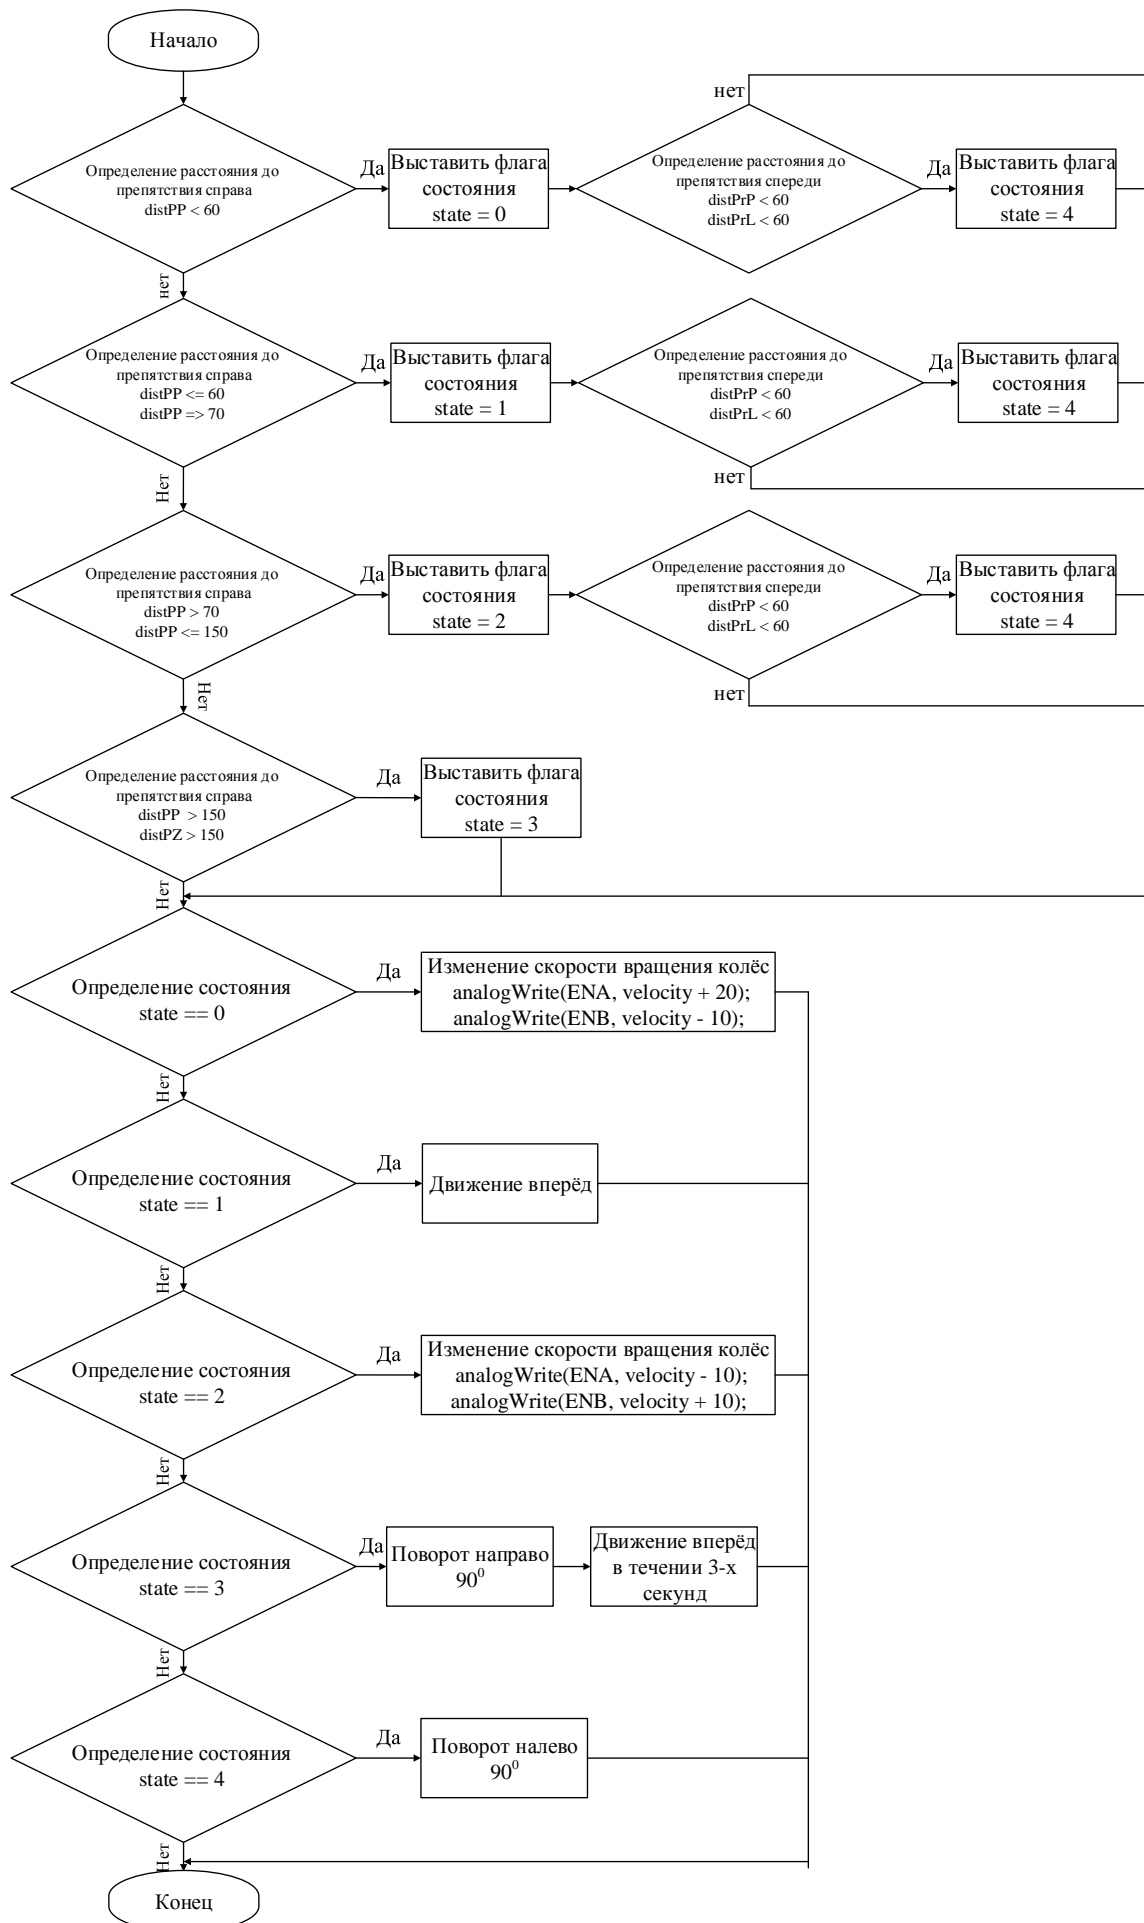 Начало
нет
Определение расстояния до
препятствия справа
distPP < 60
Да
Выставить флага
состояния
state = 0
Определение расстояния до
препятствия спереди
distPrP < 60
distPrL < 60
Да
Выставить флага
состояния
state = 4
нет
Определение расстояния до
препятствия справа
distPP <= 60
distPP => 70
Да
Выставить флага
состояния
state = 1
Определение расстояния до
препятствия спереди
distPrP < 60
distPrL < 60
Да
Выставить флага
состояния
state = 4
Нет
нет
Определение расстояния до
препятствия справа
distPP > 70
distPP <= 150
Да
Выставить флага
состояния
state = 2
Определение расстояния до
препятствия спереди
distPrP < 60
distPrL < 60
Да
Выставить флага
состояния
state = 4
Нет
нет
Определение расстояния до
препятствия справа
distPP > 150
distPZ > 150
Да
Выставить флага
состояния
state = 3
Нет
Определение состояния
state == 0
Да
Изменение скорости вращения колёс
analogWrite(ENA, velocity + 20);
analogWrite(ENB, velocity - 10);
Нет
Определение состояния
state == 1
Да
Движение вперёд
Нет
Определение состояния
state == 2
Да
Изменение скорости вращения колёс
analogWrite(ENA, velocity - 10);
analogWrite(ENB, velocity + 10);
Нет
Определение состояния
state == 3
Да
Поворот направо
90⁰
Движение вперёд
в течении 3-х
секунд
Нет
Определение состояния
state == 4
Да
Поворот налево
90⁰
Нет
Конец